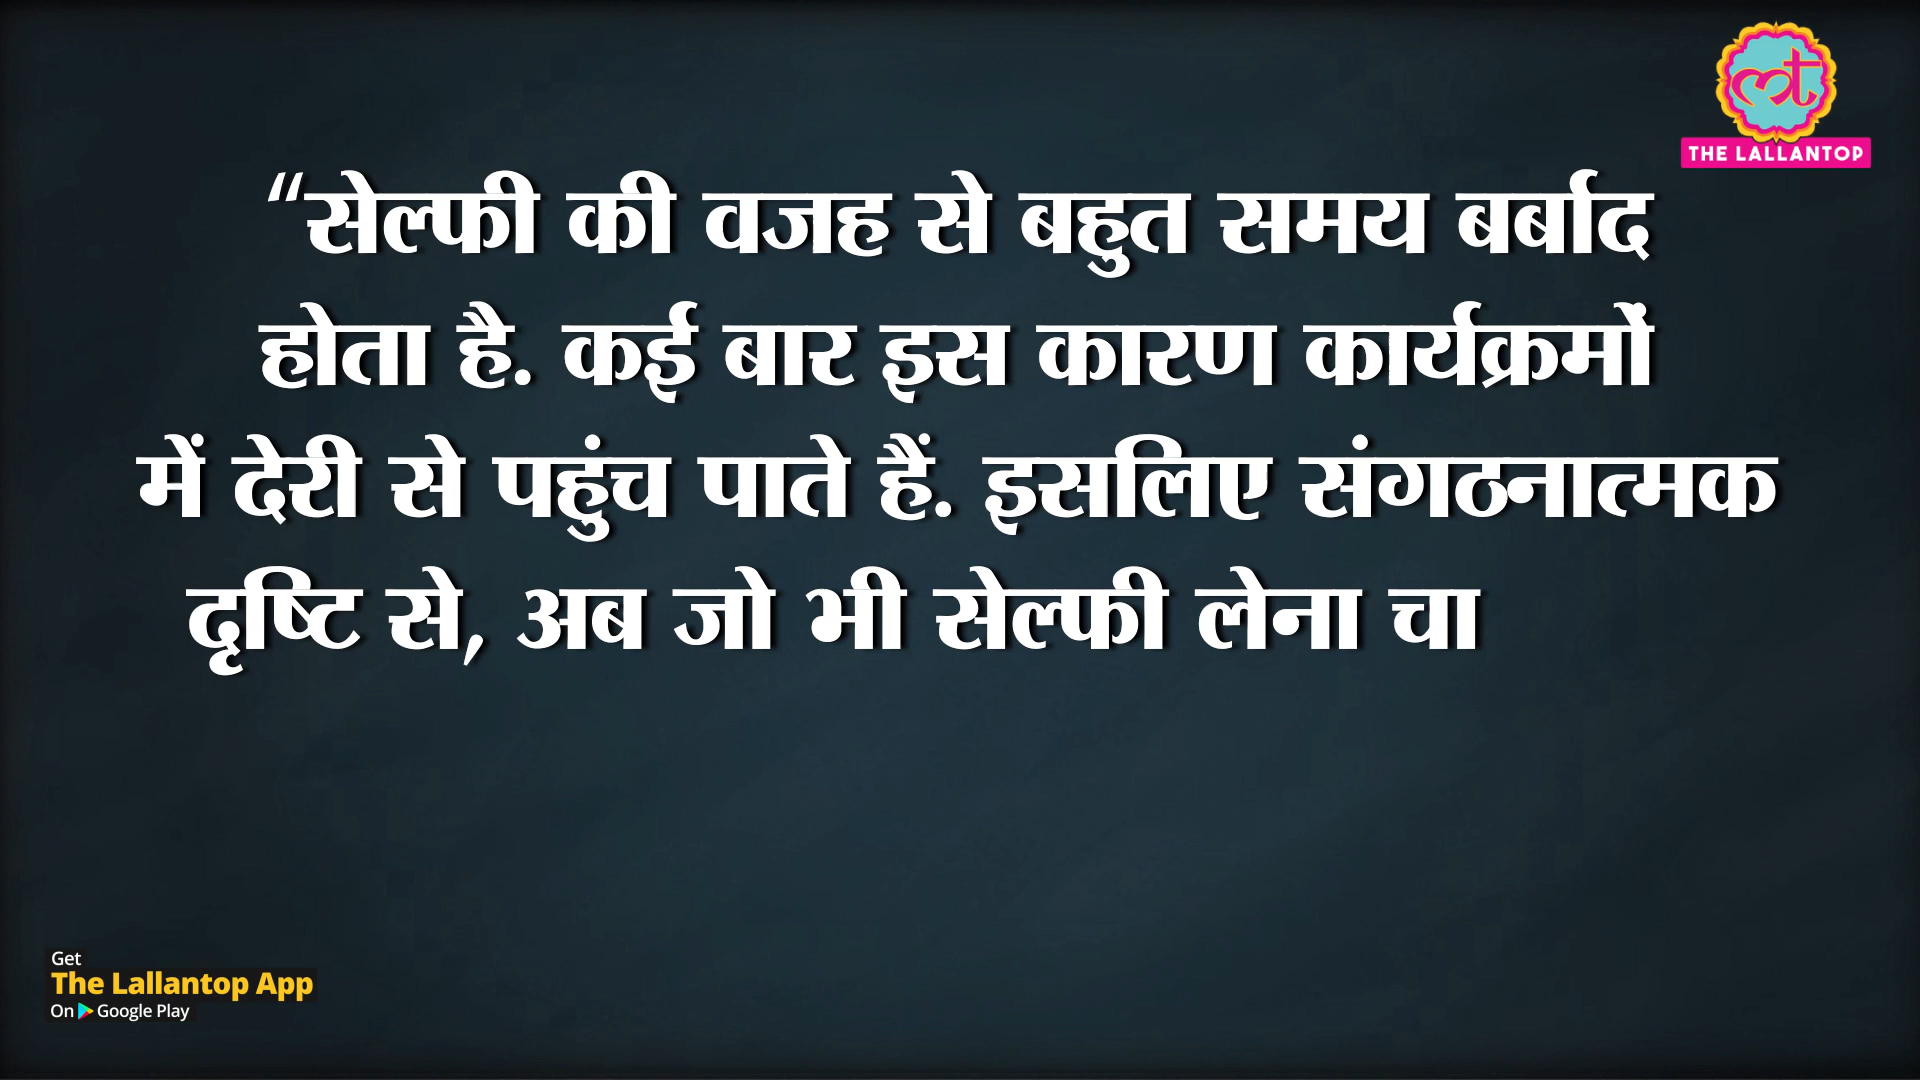 THE LALLANTOP
“सेल्फी की वजह से बहुत समय बर्बाद
होता है. कई बार इस कारण कार्यक्रमों
में देरी से पहुंच पाते हैं. इसलिए संगठनात्मक
दृष्टि से, अब जो भी सेल्फी लेना चा
Get
The Lallantop App
On Google Play